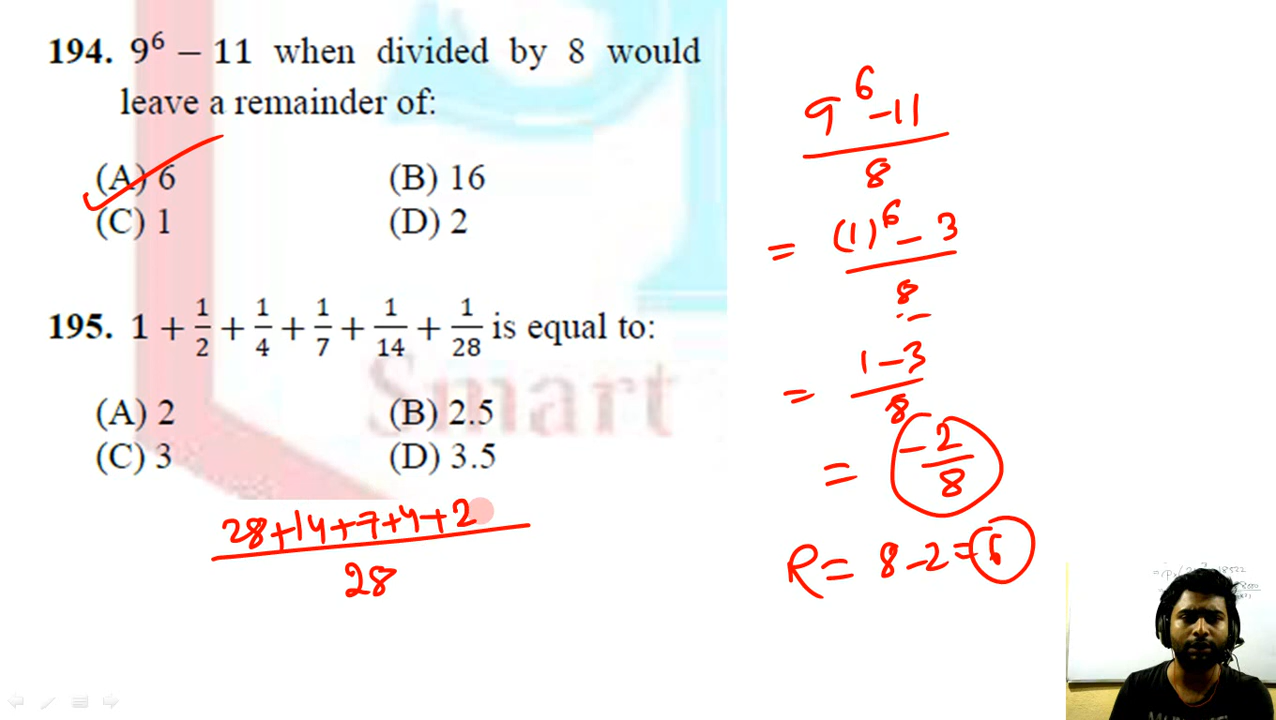 194. 9⁶ − 11 when divided by 8 would
leave a remainder of:
(A) 6 (B) 16
(C) 1 (D) 2
195. 1 + 1/2 + 1/4 + 1/7 + 1/14 + 1/28 is equal to:
(A) 2 (B) 2.5
(C) 3 (D) 3.5
Smart
28+14+7+4+2
28
9⁶-11
8
= (1)⁶-3
8
= 1-3
8
= -2
8
R = 8-2 = 6